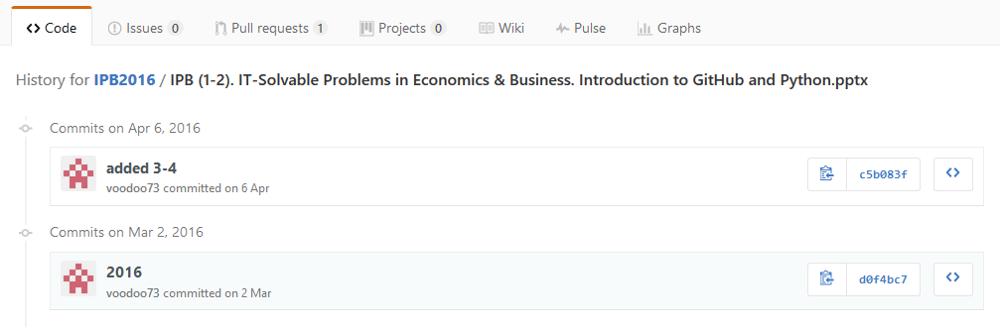 Code Issues 0 Pull requests 1 Projects 0 Wiki Pulse Graphs
History for IPB2016 / IPB (1-2). IT-Solvable Problems in Economics & Business. Introduction to GitHub and Python.pptx
Commits on Apr 6, 2016
added 3-4
voodoo73 committed on 6 Apr
c5b083f
Commits on Mar 2, 2016
2016
voodoo73 committed on 2 Mar
d0f4bc7